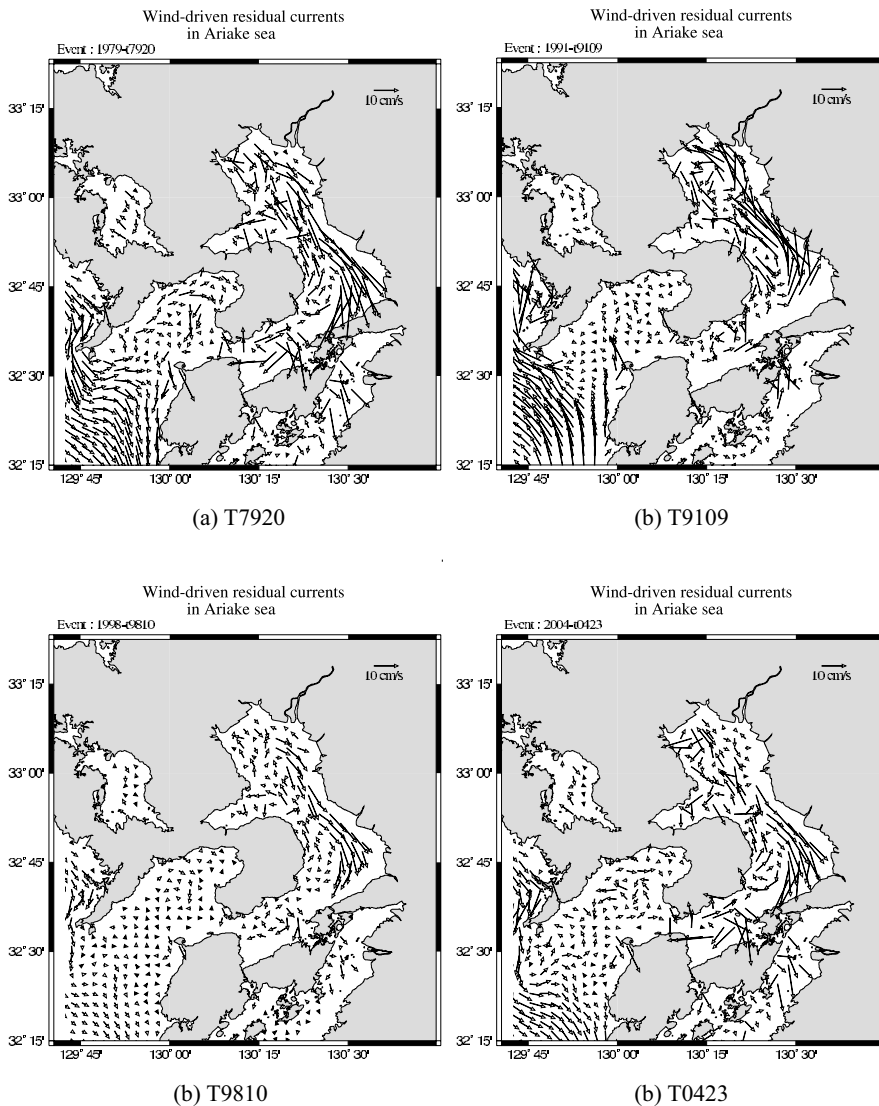 Wind-driven residual currents
in Ariake sea
Event : 1979-t7920
10 cm/s
33° 15'
33° 00'
32° 45'
32° 30'
32° 15'
129° 45'
130° 00'
130° 15'
130° 30'
(a) T7920
Wind-driven residual currents
in Ariake sea
Event : 1991-t9109
10 cm/s
33° 15'
33° 00'
32° 45'
32° 30'
32° 15'
129° 45'
130° 00'
130° 15'
130° 30'
(b) T9109
Wind-driven residual currents
in Ariake sea
Event : 1998-t9810
10 cm/s
33° 15'
33° 00'
32° 45'
32° 30'
32° 15'
129° 45'
130° 00'
130° 15'
130° 30'
(b) T9810
Wind-driven residual currents
in Ariake sea
Event : 2004-t0423
10 cm/s
33° 15'
33° 00'
32° 45'
32° 30'
32° 15'
129° 45'
130° 00'
130° 15'
130° 30'
(b) T0423